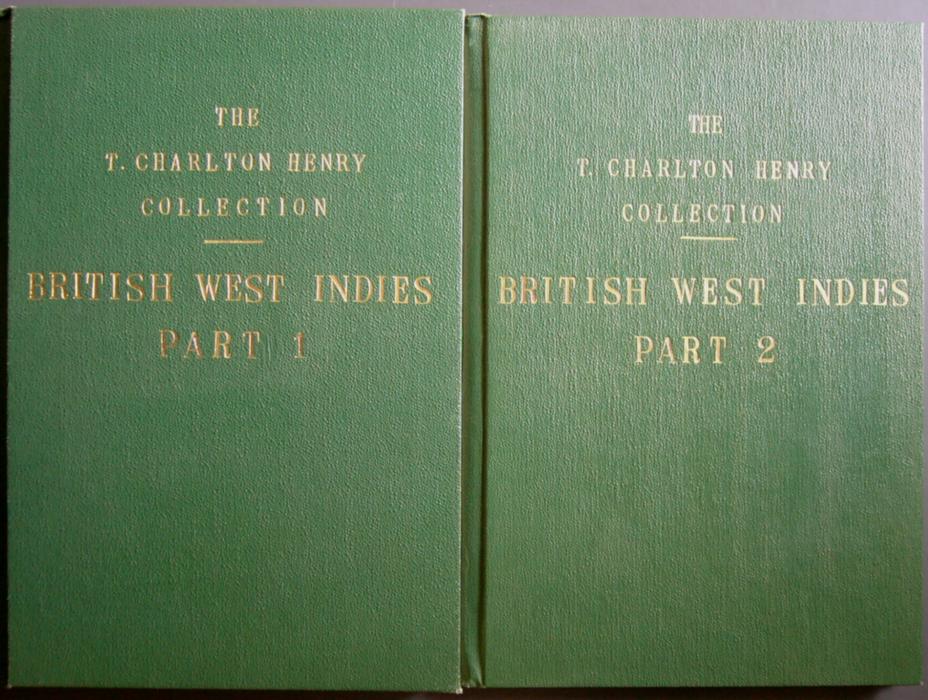 THE
T. CHARLTON HENRY
COLLECTION
BRITISH WEST INDIES
PART 1
THE
T. CHARLTON HENRY
COLLECTION
BRITISH WEST INDIES
PART 2